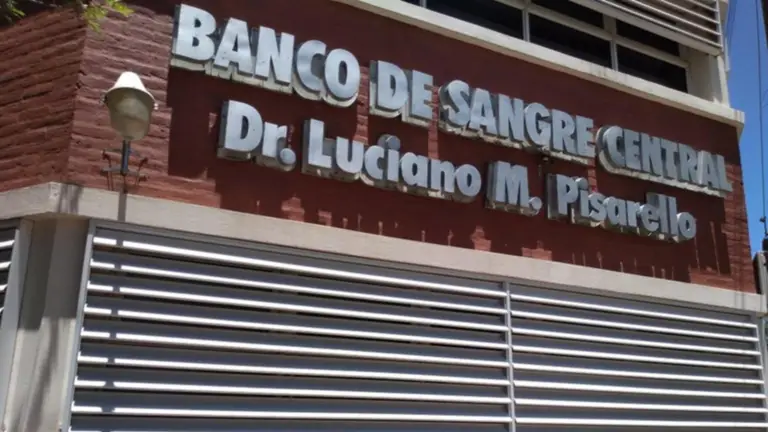 BANCO DE SANGRE CENTRAL
Dr. Luciano M. Pisarello